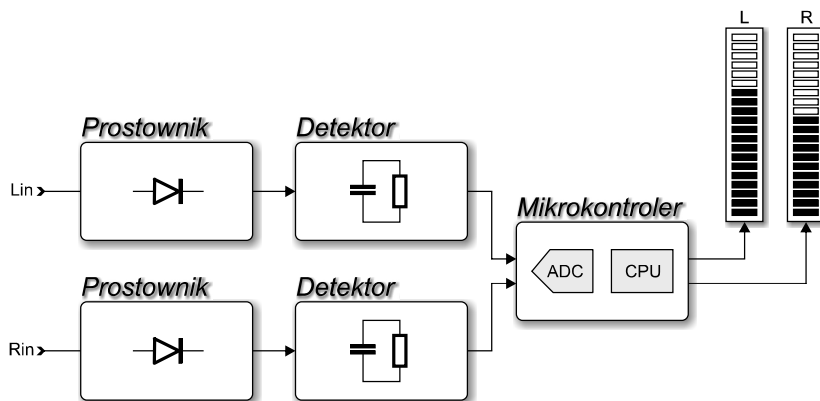 L R
Prostownik Detektor
Lin
Mikrokontroler
ADC CPU
Prostownik Detektor
Rin